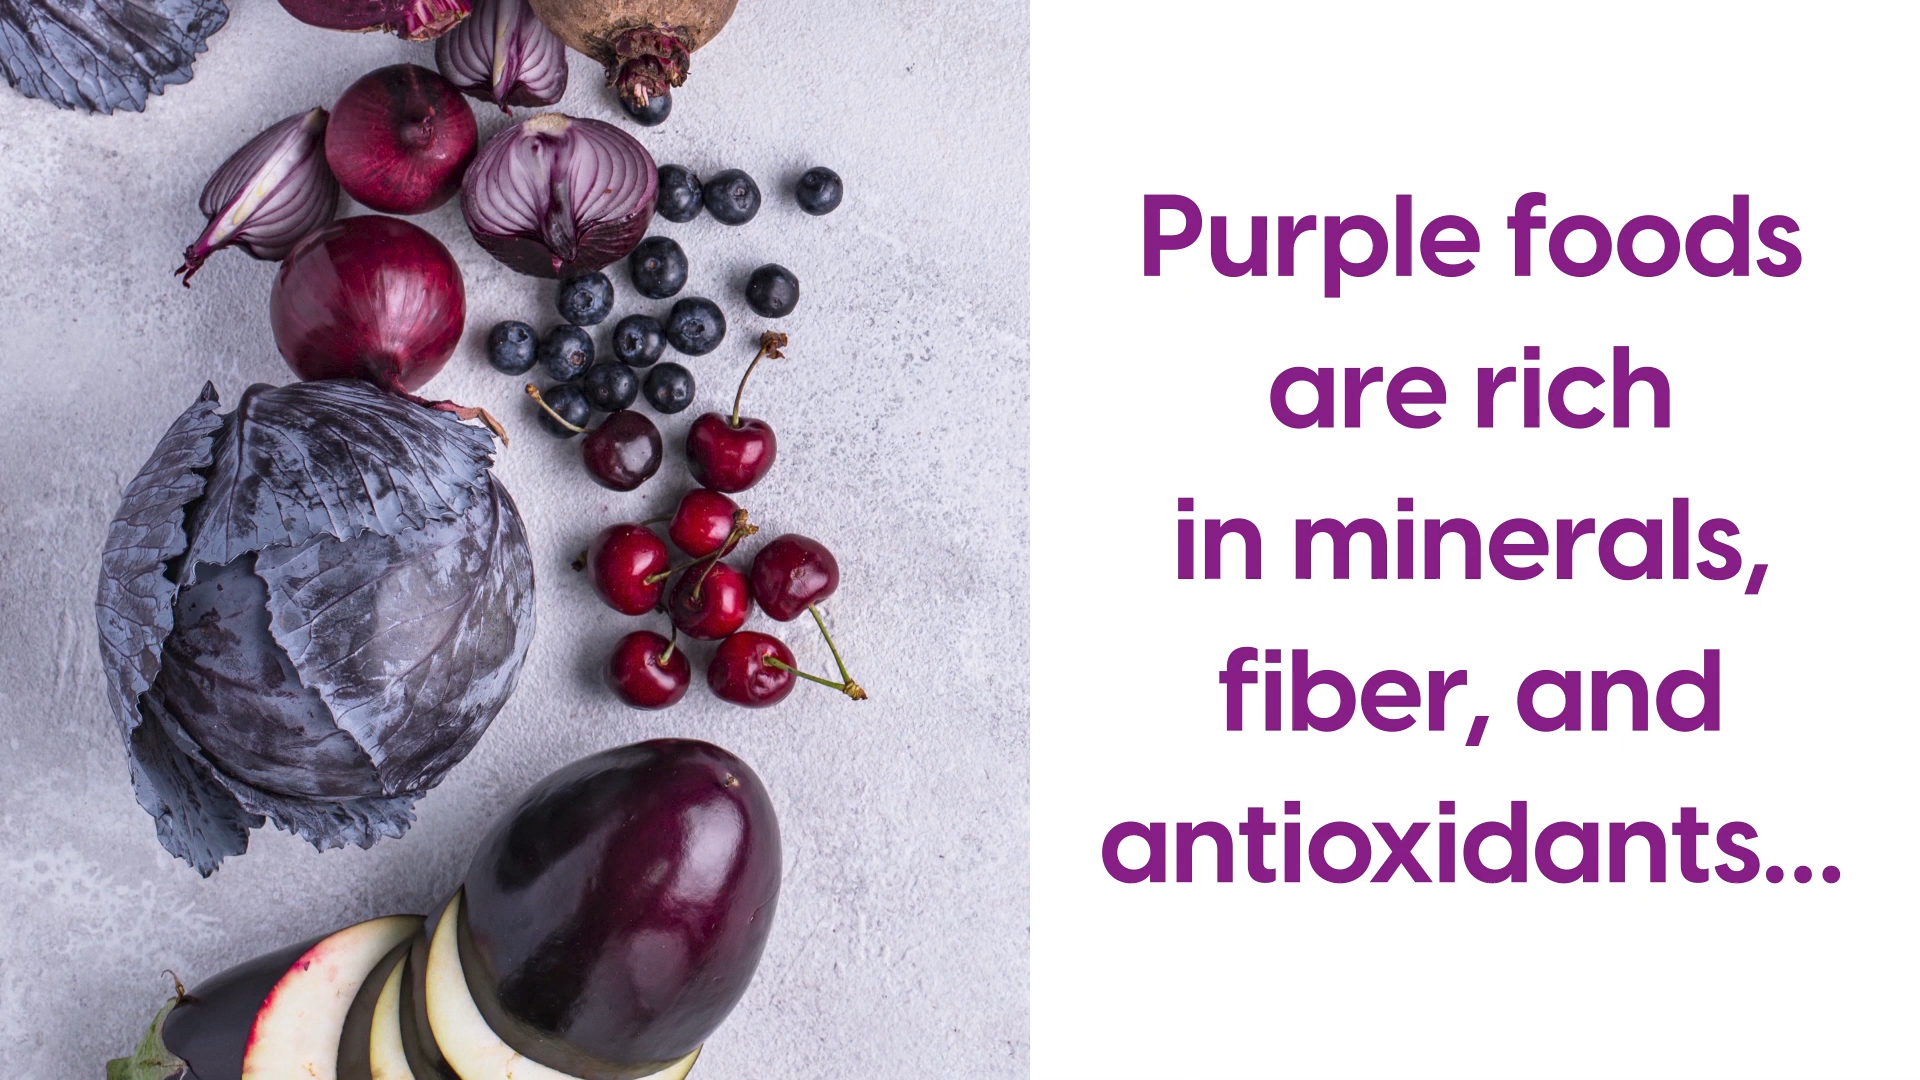 Purple foods
are rich
in minerals,
fiber, and
antioxidants...